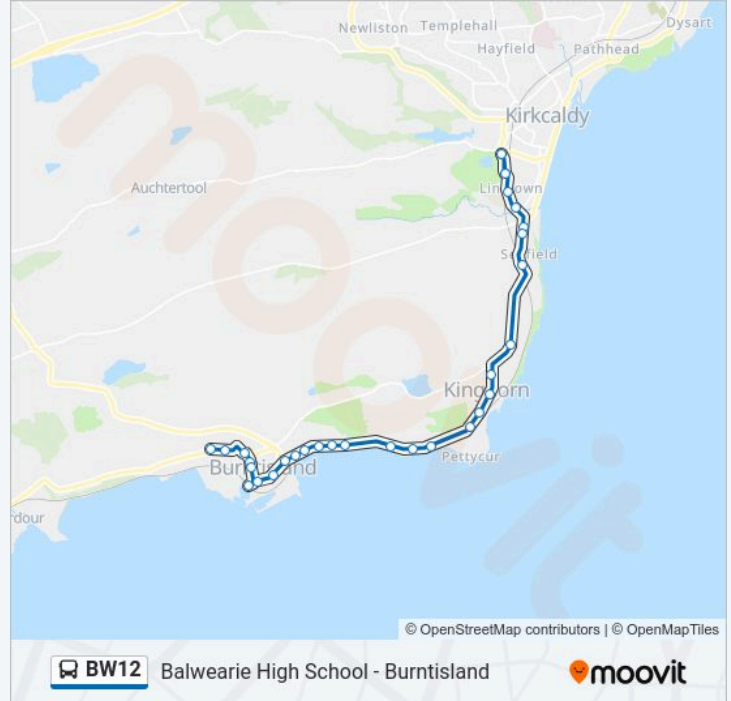 Dysart
Newliston Templehall
Hayfield Pathhead
Kirkcaldy
Auchtertool
Linktown
Seafield
Kinghorn
Pettycur
Burntisland
rdour
moovit
© OpenStreetMap contributors | © OpenMapTiles
BW12 Balwearie High School - Burntisland moovit